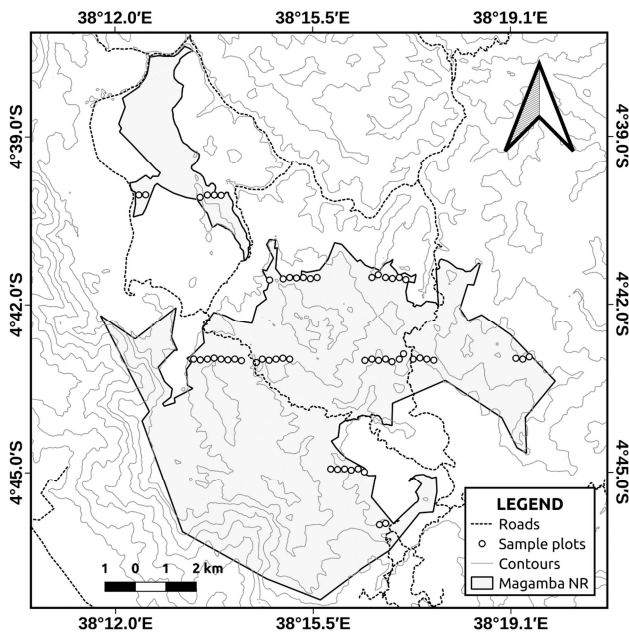 38°12.0'E 38°15.5'E 38°19.1'E
4°39.0'S 4°39.0'S
4°42.0'S 4°42.0'S
4°45.0'S 4°45.0'S
LEGEND
Roads
Sample plots
Contours
Magamba NR
1 0 1 2 km
38°12.0'E 38°15.5'E 38°19.1'E